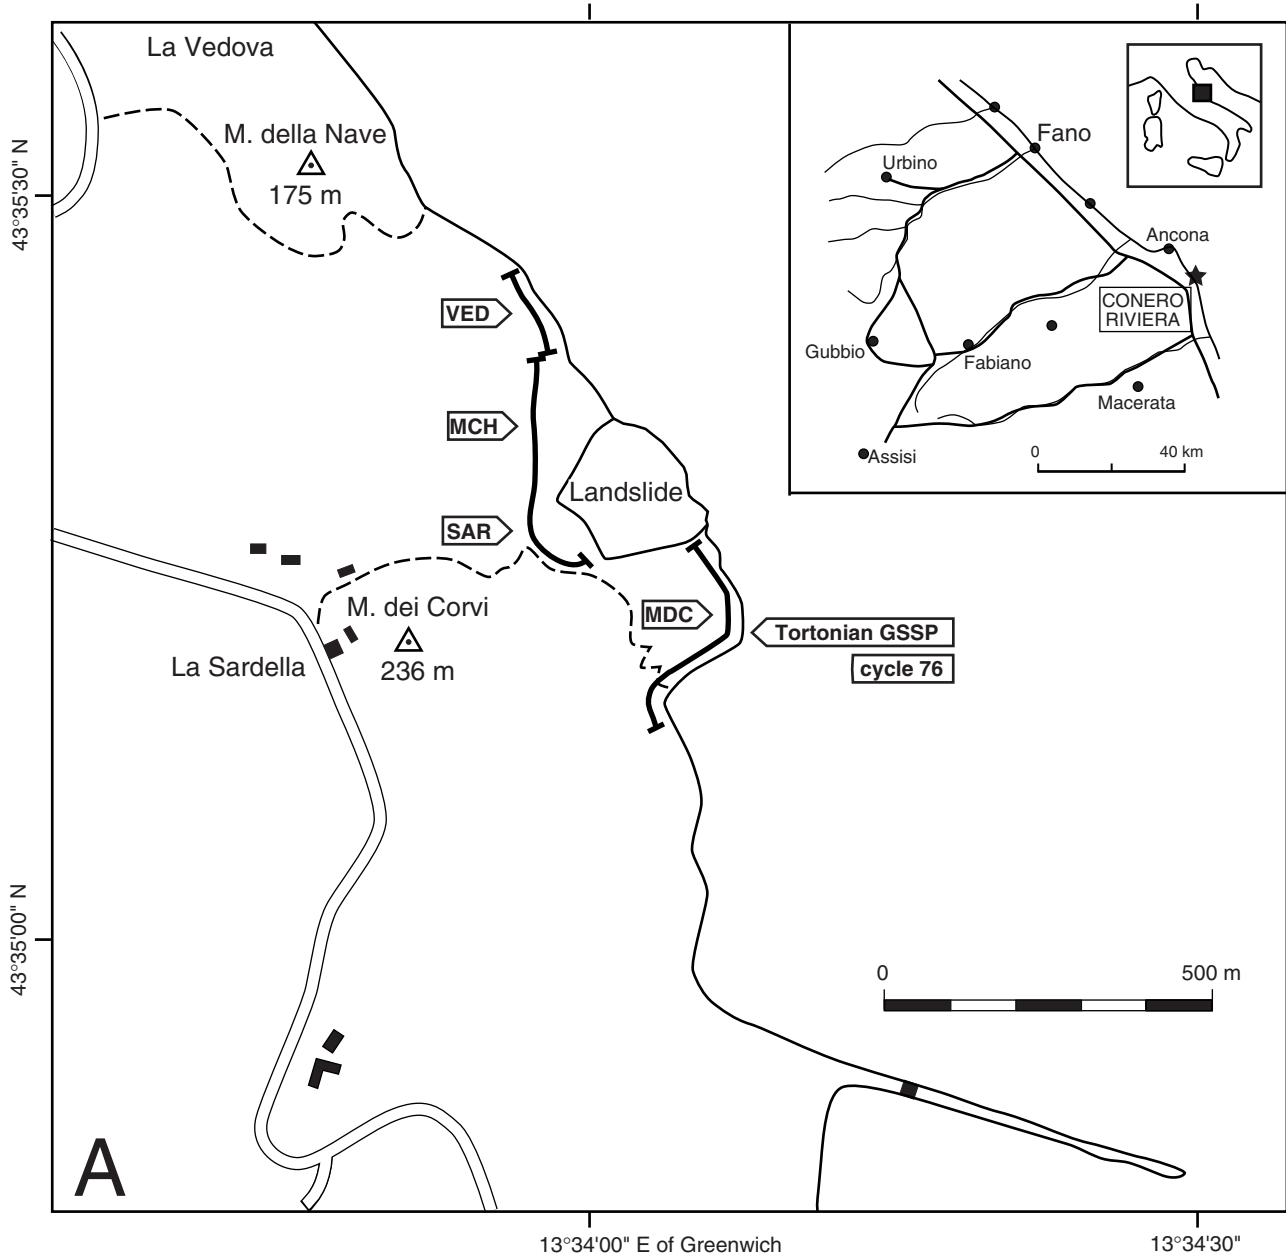 La Vedova
M. della Nave
175 m
43°35'30" N
VED
MCH
SAR
Landslide
MDC
Tortonian GSSP
cycle 76
M. dei Corvi
236 m
La Sardella
43°35'00" N
0
500 m
A
13°34'00" E of Greenwich
13°34'30"
Fano
Urbino
Ancona
CONERO
RIVIERA
Gubbio
Fabiano
Macerata
Assisi
0
40 km